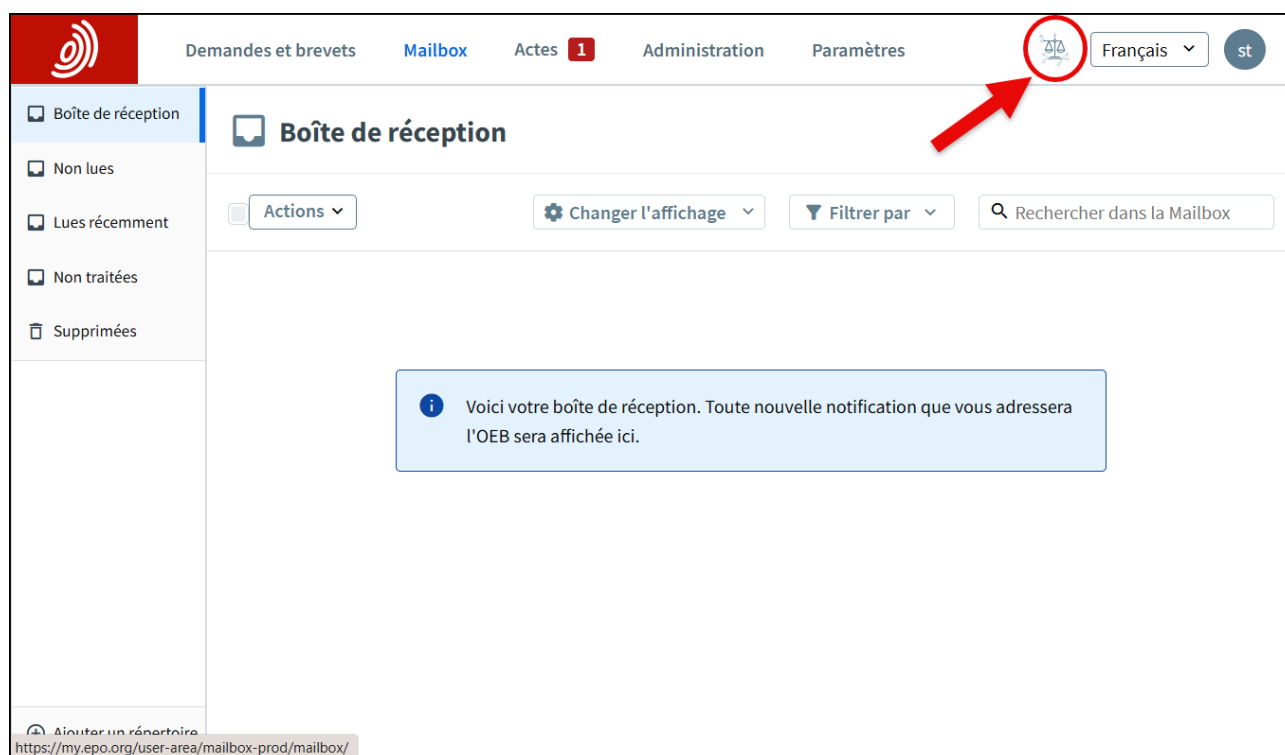 Demandes et brevets Mailbox Actes 1 Administration Paramètres Français st
Boîte de réception
Non lues
Lues récemment
Non traitées
Supprimées
Boîte de réception
Actions Changer l'affichage Filtrer par Rechercher dans la Mailbox
Voici votre boîte de réception. Toute nouvelle notification que vous adressera
l'OEB sera affichée ici.
Ajouter un répertoire
https://my.epo.org/user-area/mailbox-prod/mailbox/